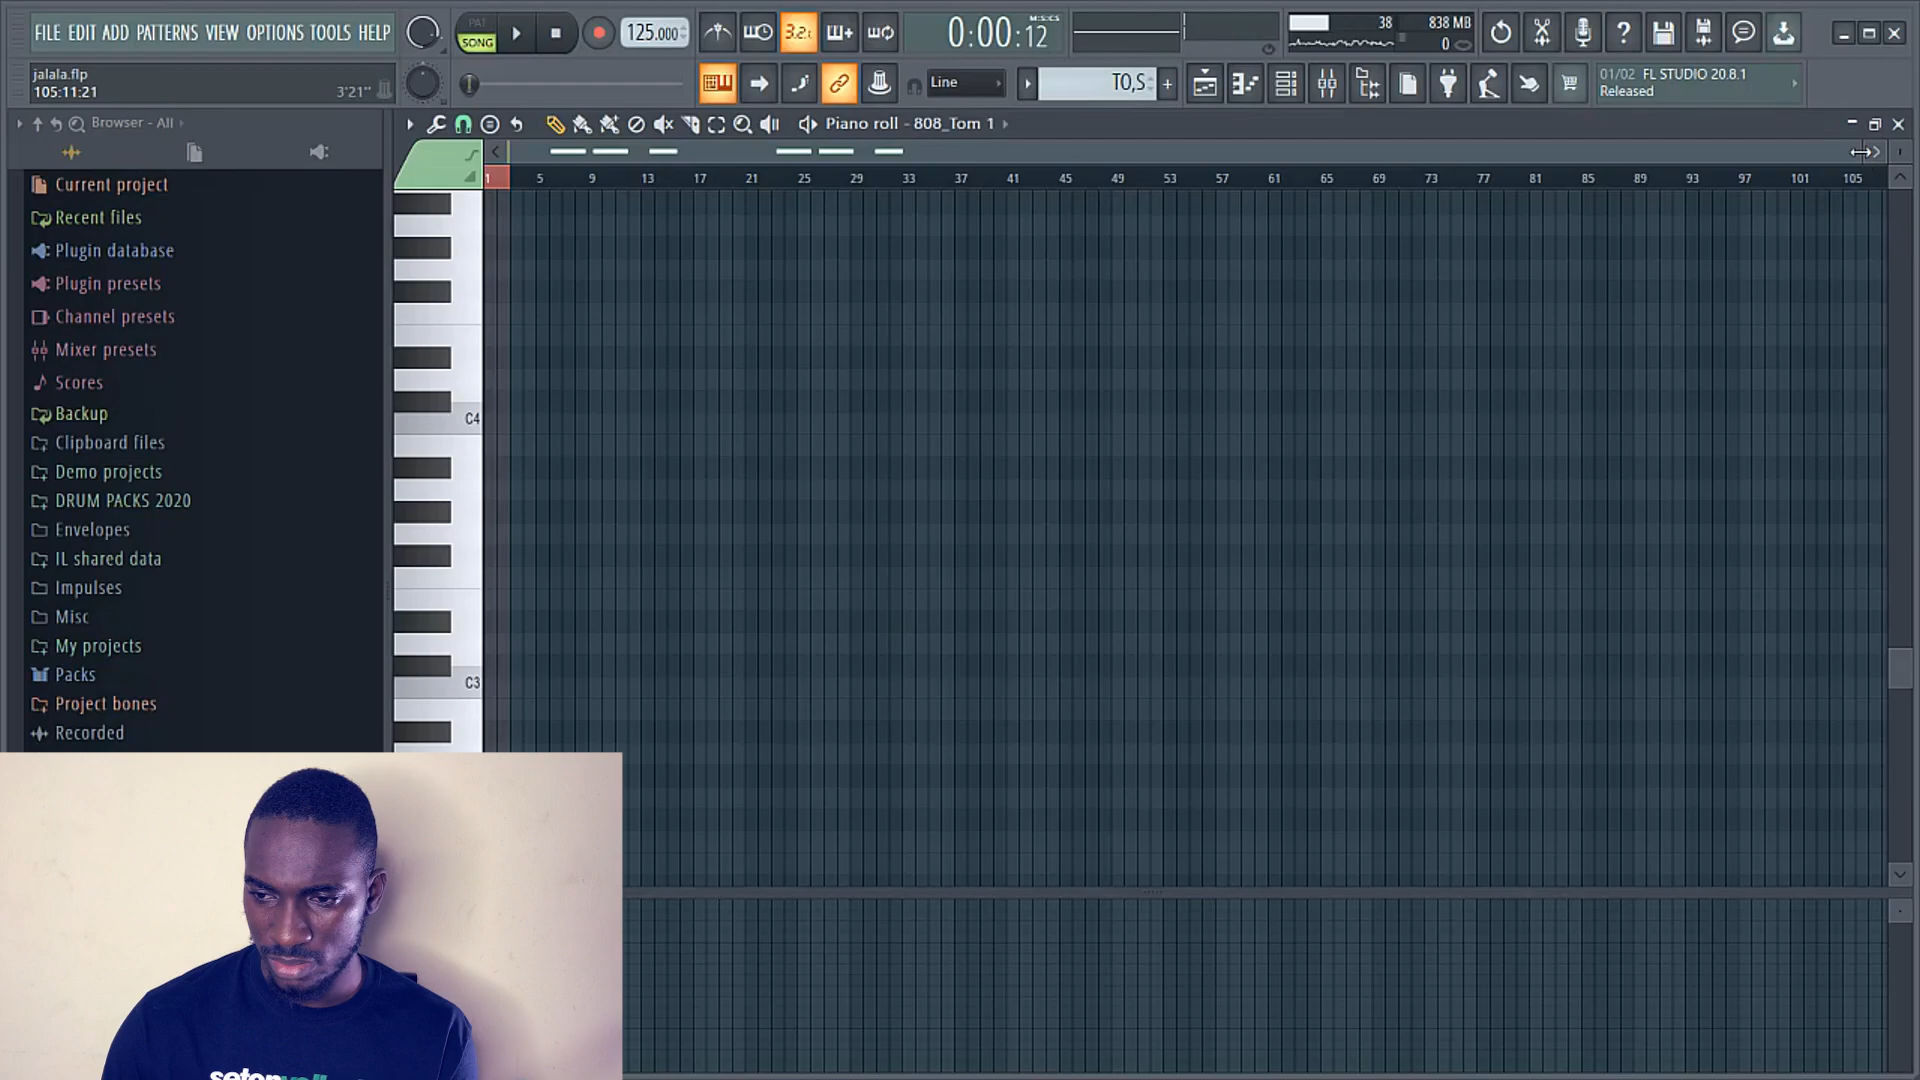 FILE EDIT ADD PATTERNS VIEW OPTIONS TOOLS HELP
PAT
SONG
125.000
3.2.
0:00:12
M:S:CS
38
838 MB
0
jalala.flp
105:11:21
3'21"
Line
TO,S
01/02 FL STUDIO 20.8.1
Released
Browser - All
Piano roll - 808_Tom 1
Current project
Recent files
Plugin database
Plugin presets
Channel presets
Mixer presets
Scores
Backup
Clipboard files
Demo projects
DRUM PACKS 2020
Envelopes
IL shared data
Impulses
Misc
My projects
Packs
Project bones
Recorded
1 5 9 13 17 21 25 29 33 37 41 45 49 53 57 61 65 69 73 77 81 85 89 93 97 101 105
C4
C3